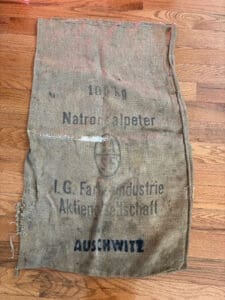 100 kg
Natronsalpeter
I.G. Farbenindustrie
Aktiengesellschaft
AUSCHWITZ